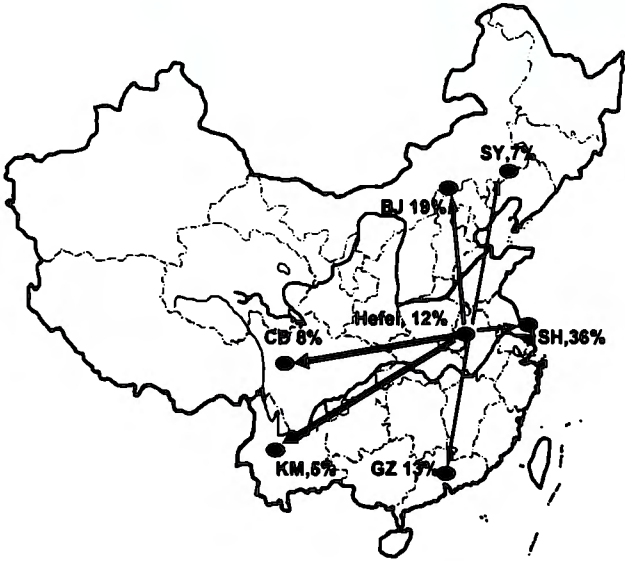 SY,7%
BJ 19%
Hefei, 12%
CD 8%
SH,36%
KM,5%
GZ 13%